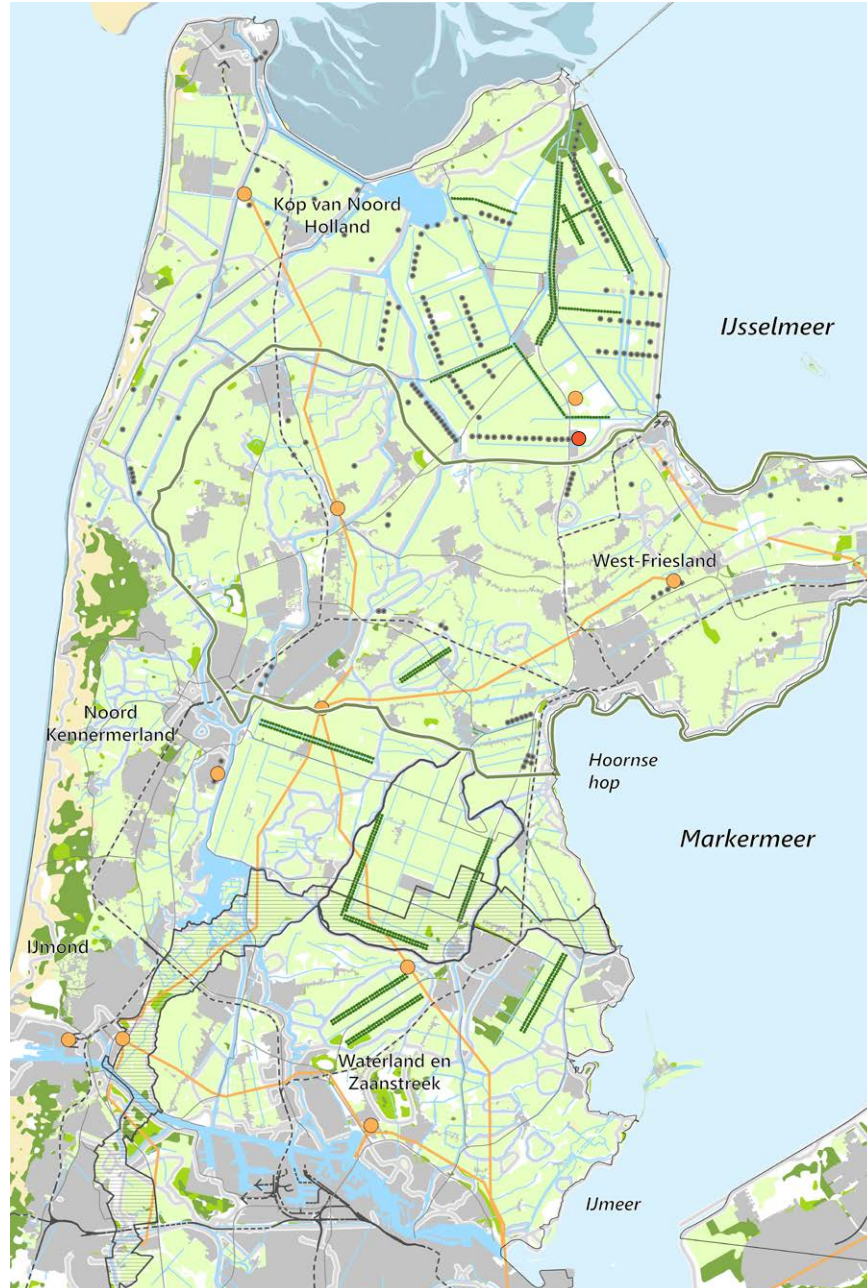 Kop van Noord
Holland
IJsselmeer
West-Friesland
Noord
Kennermerland
Hoornse
hop
Markermeer
IJmond
Waterland en
Zaanstreek
IJmeer